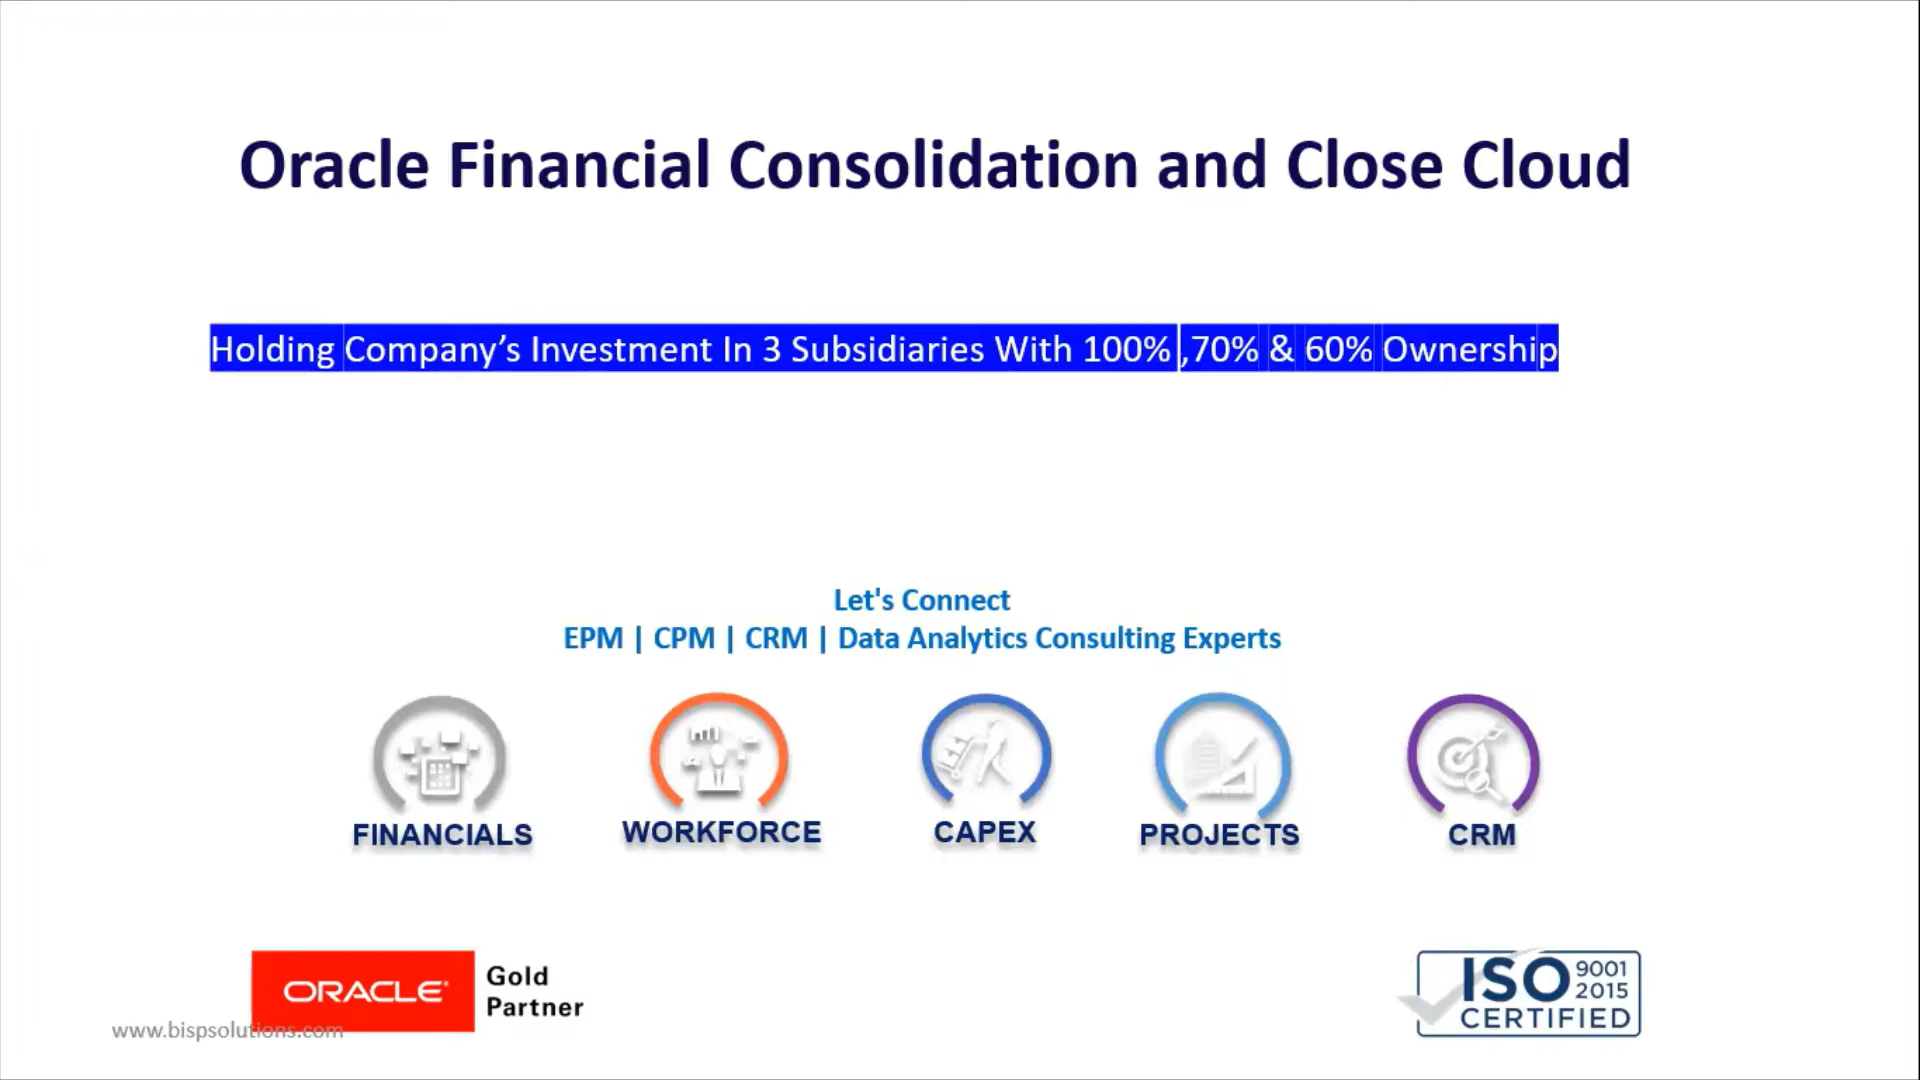 Oracle Financial Consolidation and Close Cloud
Holding Company’s Investment In 3 Subsidiaries With 100% ,70% & 60% Ownership
Let's Connect
EPM | CPM | CRM | Data Analytics Consulting Experts
FINANCIALS
WORKFORCE
CAPEX
PROJECTS
CRM
ORACLE
Gold
Partner
www.bispsolutions.com
ISO 9001
2015
CERTIFIED